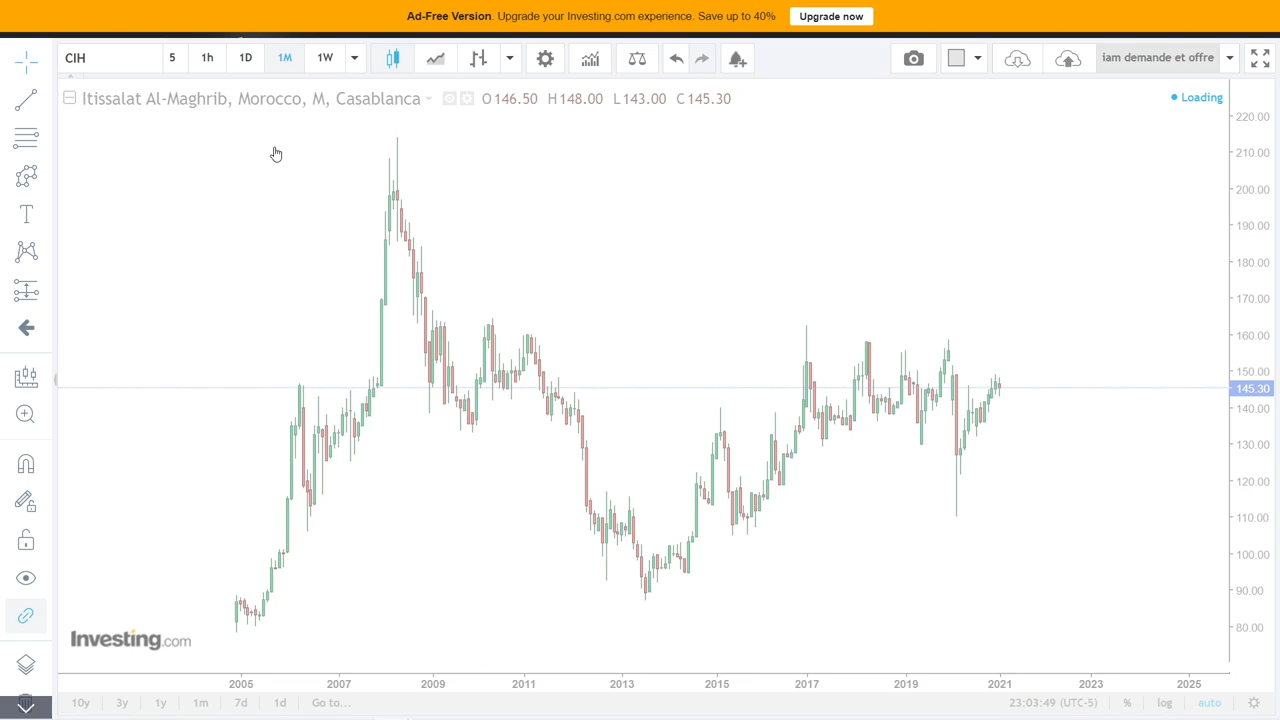 Ad-Free Version. Upgrade your Investing.com experience. Save up to 40% Upgrade now
CIH 5 1h 1D 1M 1W iam demande et offre
Itissalat Al-Maghrib, Morocco, M, Casablanca O146.50 H148.00 L143.00 C145.30
Loading
220.00
210.00
200.00
190.00
180.00
170.00
160.00
150.00
145.30
140.00
130.00
120.00
110.00
100.00
90.00
80.00
Investing.com
2005 2007 2009 2011 2013 2015 2017 2019 2021 2023 2025
10y 3y 1y 1m 7d 1d Go to... 23:03:49 (UTC-5) % log auto